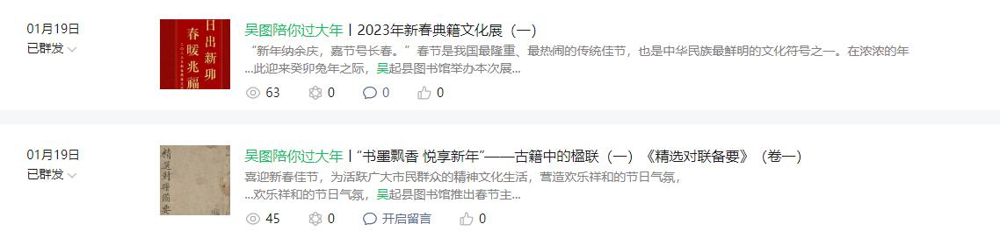 01月19日
已群发
日出新卯
春暖兆福
吴图陪你过大年丨2023年新春典籍文化展（一）
“新年纳余庆，嘉节号长春。”春节是我国最隆重、最热闹的传统佳节，也是中华民族最鲜明的文化符号之一。在浓浓的年
...此迎来癸卯兔年之际，吴起县图书馆举办本次展...
63 0 0 0
01月19日
已群发
精選对聯備要
吴图陪你过大年丨“书墨飘香 悦享新年”——古籍中的楹联（一）《精选对联备要》（卷一）
喜迎新春佳节，为活跃广大市民群众的精神文化生活，营造欢乐祥和的节日气氛，
...欢乐祥和的节日气氛，吴起县图书馆推出春节主...
45 0 开启留言 0